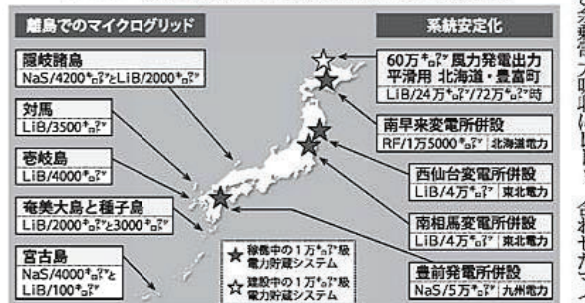 離島でのマイクログリッド
隠岐諸島
NaS/4200㌔㍗とLiB/2000㌔㍗
対馬
LiB/3500㌔㍗
壱岐島
LiB/4000㌔㍗
奄美大島と種子島
LiB/2000㌔㍗と3000㌔㍗
宮古島
NaS/4000㌔㍗と
LiB/100㌔㍗
系統安定化
60万㌔㍗風力発電出力
平滑用 北海道・豊富町
LiB/24万㌔㍗/72万㌔㍗時
南早来変電所併設
RF/1万5000㌔㍗ 北海道電力
西仙台変電所併設
LiB/4万㌔㍗ 東北電力
南相馬変電所併設
LiB/4万㌔㍗ 東北電力
豊前発電所併設
NaS/5万㌔㍗ 九州電力
★ 稼働中の1万㌔㍗級
電力貯蔵システム
☆ 建設中の1万㌔㍗級
電力貯蔵システム